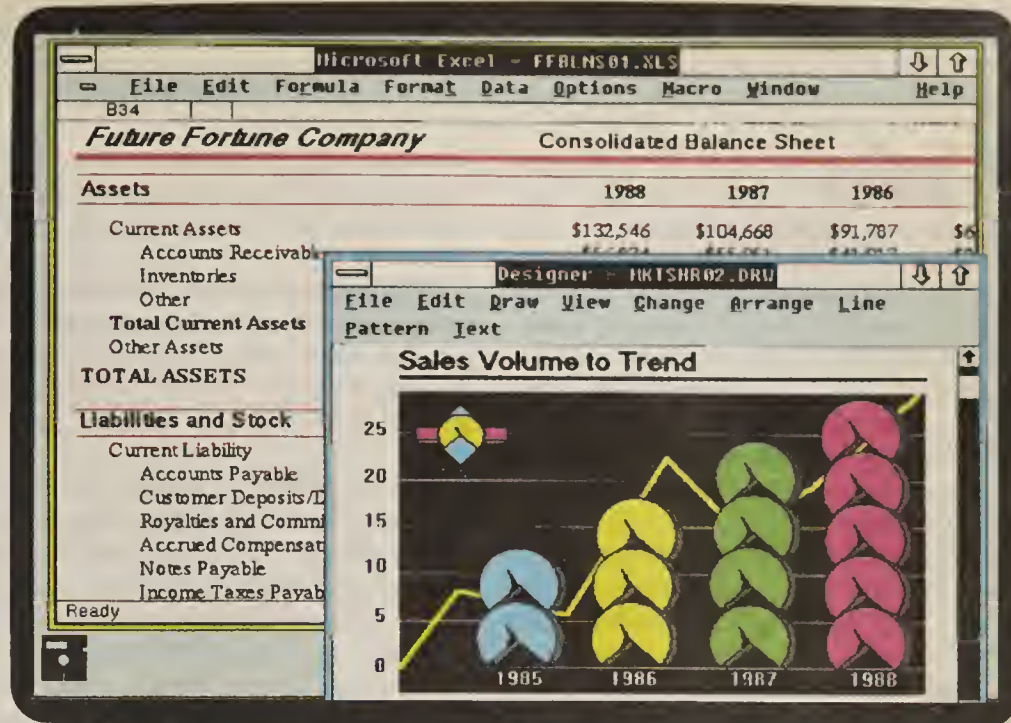 Microsoft Excel - FFBLNS01.XLS
File Edit Formula Format Data Options Macro Window Help
B34
Future Fortune Company Consolidated Balance Sheet
Assets 1988 1987 1986
Current Assets $132,546 $104,668 $91,787 $6
Accounts Receivabl
Inventories
Other
Total Current Assets
Other Assets
TOTAL ASSETS
Liabilities and Stock
Current Liability
Accounts Payable
Customer Deposits/D
Royalties and Commi
Accrued Compensat
Notes Payable
Income Taxes Payab
Ready
Designer - MKTSHR02.DRW
File Edit Draw View Change Arrange Line
Pattern Text
Sales Volume to Trend
25
20
15
10
5
0
1985 1986 1987 1988